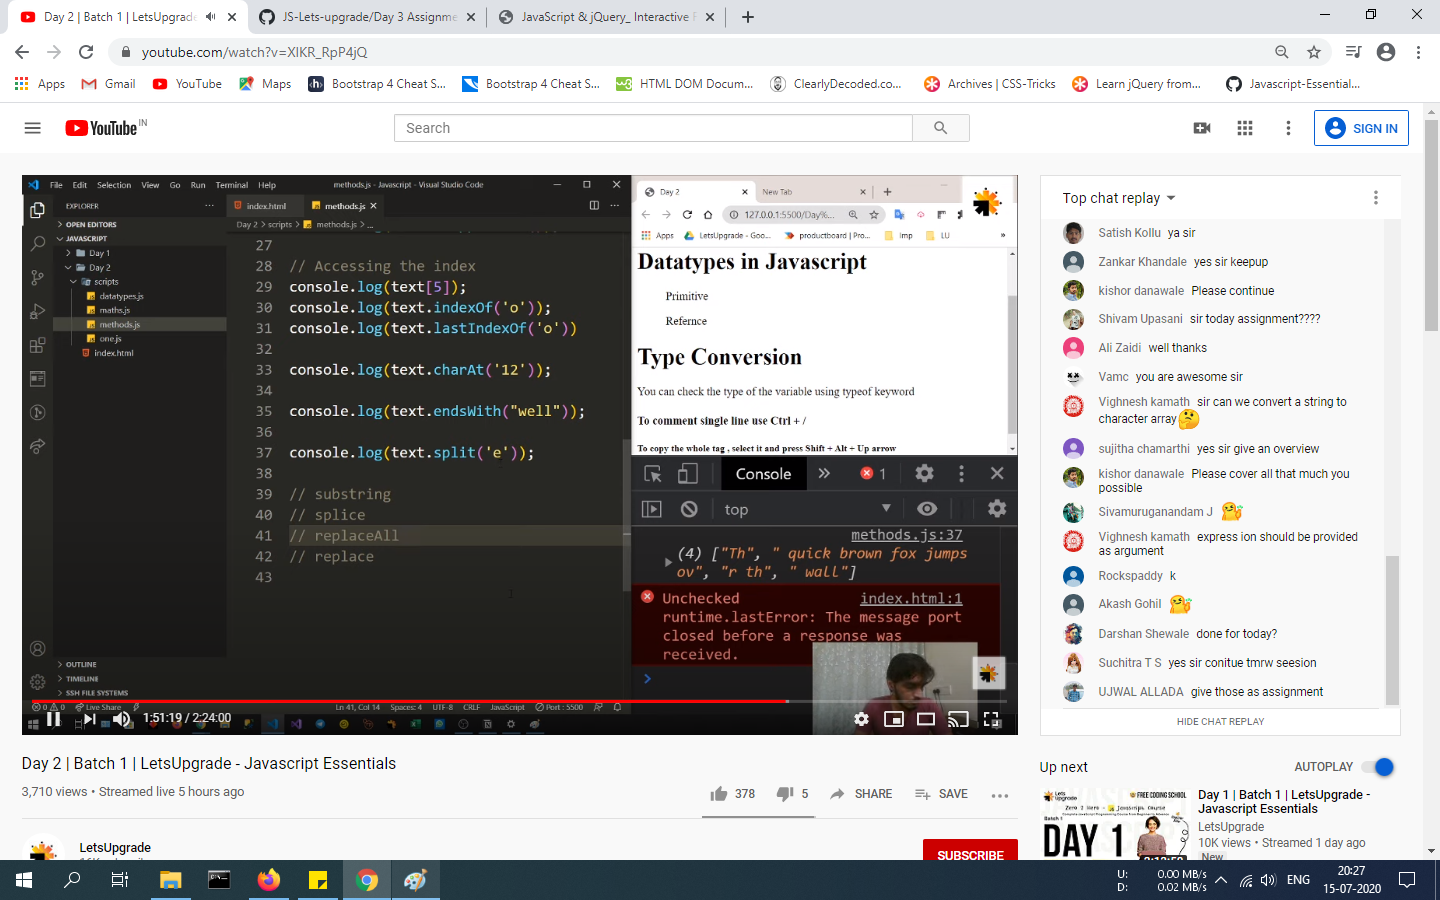 Day 2 | Batch 1 | LetsUpgrade
JS-Lets-upgrade/Day 3 Assignme
JavaScript & jQuery_ Interactive F
youtube.com/watch?v=XIKR_RpP4jQ
Apps
Gmail
YouTube
Maps
Bootstrap 4 Cheat S...
Bootstrap 4 Cheat S...
HTML DOM Docum...
ClearlyDecoded.co...
Archives | CSS-Tricks
Learn jQuery from...
Javascript-Essential...
YouTube IN
Search
SIGN IN
File Edit Selection View Go Run Terminal Help
methods.js - Javascript - Visual Studio Code
EXPLORER
index.html
methods.js
OPEN EDITORS
Day 2 > scripts > methods.js > ...
JAVASCRIPT
Day 1
Day 2
scripts
datatypes.js
maths.js
methods.js
one.js
index.html
27
28 // Accessing the index
29 console.log(text[5]);
30 console.log(text.indexOf('o'));
31 console.log(text.lastIndexOf('o'))
32
33 console.log(text.charAt('12'));
34
35 console.log(text.endsWith("well"));
36
37 console.log(text.split('e'));
38
39 // substring
40 // splice
41 // replaceAll
42 // replace
43
OUTLINE
TIMELINE
SSH FILE SYSTEMS
0 0 Live Share
Ln 41, Col 14 Spaces: 4 UTF-8 CRLF JavaScript Port : 5500
1:51:19 / 2:24:00
Day 2
New Tab
127.0.0.1:5500/Day%...
Apps
LetsUpgrade - Goo...
productboard | Pro...
Imp
LU
»
Datatypes in Javascript
Primitive
Refernce
Type Conversion
You can check the type of the variable using typeof keyword
To comment single line use Ctrl + /
To copy the whole tag , select it and press Shift + Alt + Up arrow
Console
1
top
methods.js:37
(4) ["Th", " quick brown fox jumps
ov", "r th", " wall"]
Unchecked index.html:1
runtime.lastError: The message port
closed before a response was
received.
Top chat replay
Satish Kollu ya sir
Zankar Khandale yes sir keepup
kishor danawale Please continue
Shivam Upasani sir today assignment????
Ali Zaidi well thanks
Vamc you are awesome sir
Vighnesh kamath sir can we convert a string to
character array🤔
sujitha chamarthi yes sir give an overview
kishor danawale Please cover all that much you
possible
Sivamuruganandam J
Vighnesh kamath express ion should be provided
as argument
Rockspaddy k
Akash Gohil
Darshan Shewale done for today?
Suchitra T S yes sir conitue tmrw seesion
UJWAL ALLADA give those as assignment
HIDE CHAT REPLAY
Day 2 | Batch 1 | LetsUpgrade - Javascript Essentials
3,710 views • Streamed live 5 hours ago
378
5
SHARE
SAVE
LetsUpgrade
SUBSCRIBE
Up next
AUTOPLAY
Lets Upgrade
FREE CODING SCHOOL
Zero 2 Hero - Javascript Course
Batch 1
DAY 1
Day 1 | Batch 1 | LetsUpgrade -
Javascript Essentials
LetsUpgrade
10K views • Streamed 1 day ago
New
U: 0.00 MB/s
D: 0.02 MB/s
ENG
20:27
15-07-2020